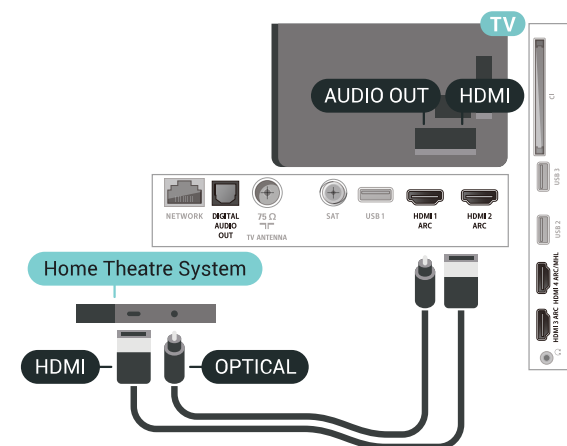 TV
AUDIO OUT
HDMI
CI
USB 3
USB 2
HDMI 4 ARC/MHL
HDMI 3 ARC
NETWORK
DIGITAL
AUDIO
OUT
75 Ω
TV ANTENNA
SAT
USB 1
HDMI 1
ARC
HDMI 2
ARC
Home Theatre System
HDMI
OPTICAL